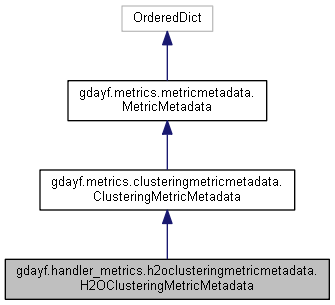 OrderedDict
gdayf.metrics.metricmetadata.
MetricMetadata
gdayf.metrics.clusteringmetricmetadata.
ClusteringMetricMetadata
gdayf.handler_metrics.h2oclusteringmetricmetadata.
H2OClusteringMetricMetadata